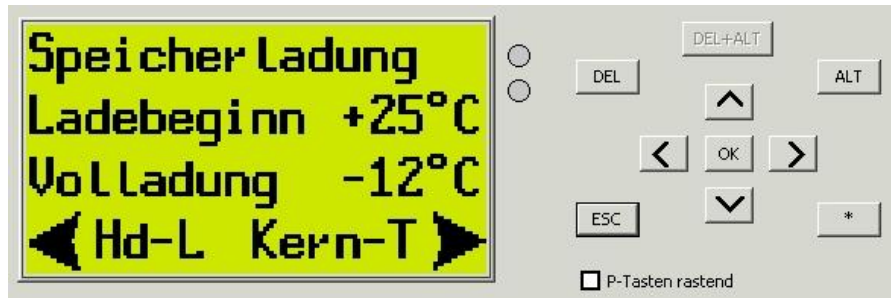 Speicherladung
Ladebeginn +25°C
Volladung -12°C
Hd-L Kern-T
DEL+ALT
DEL
ALT
OK
ESC
*
P-Tasten rastend